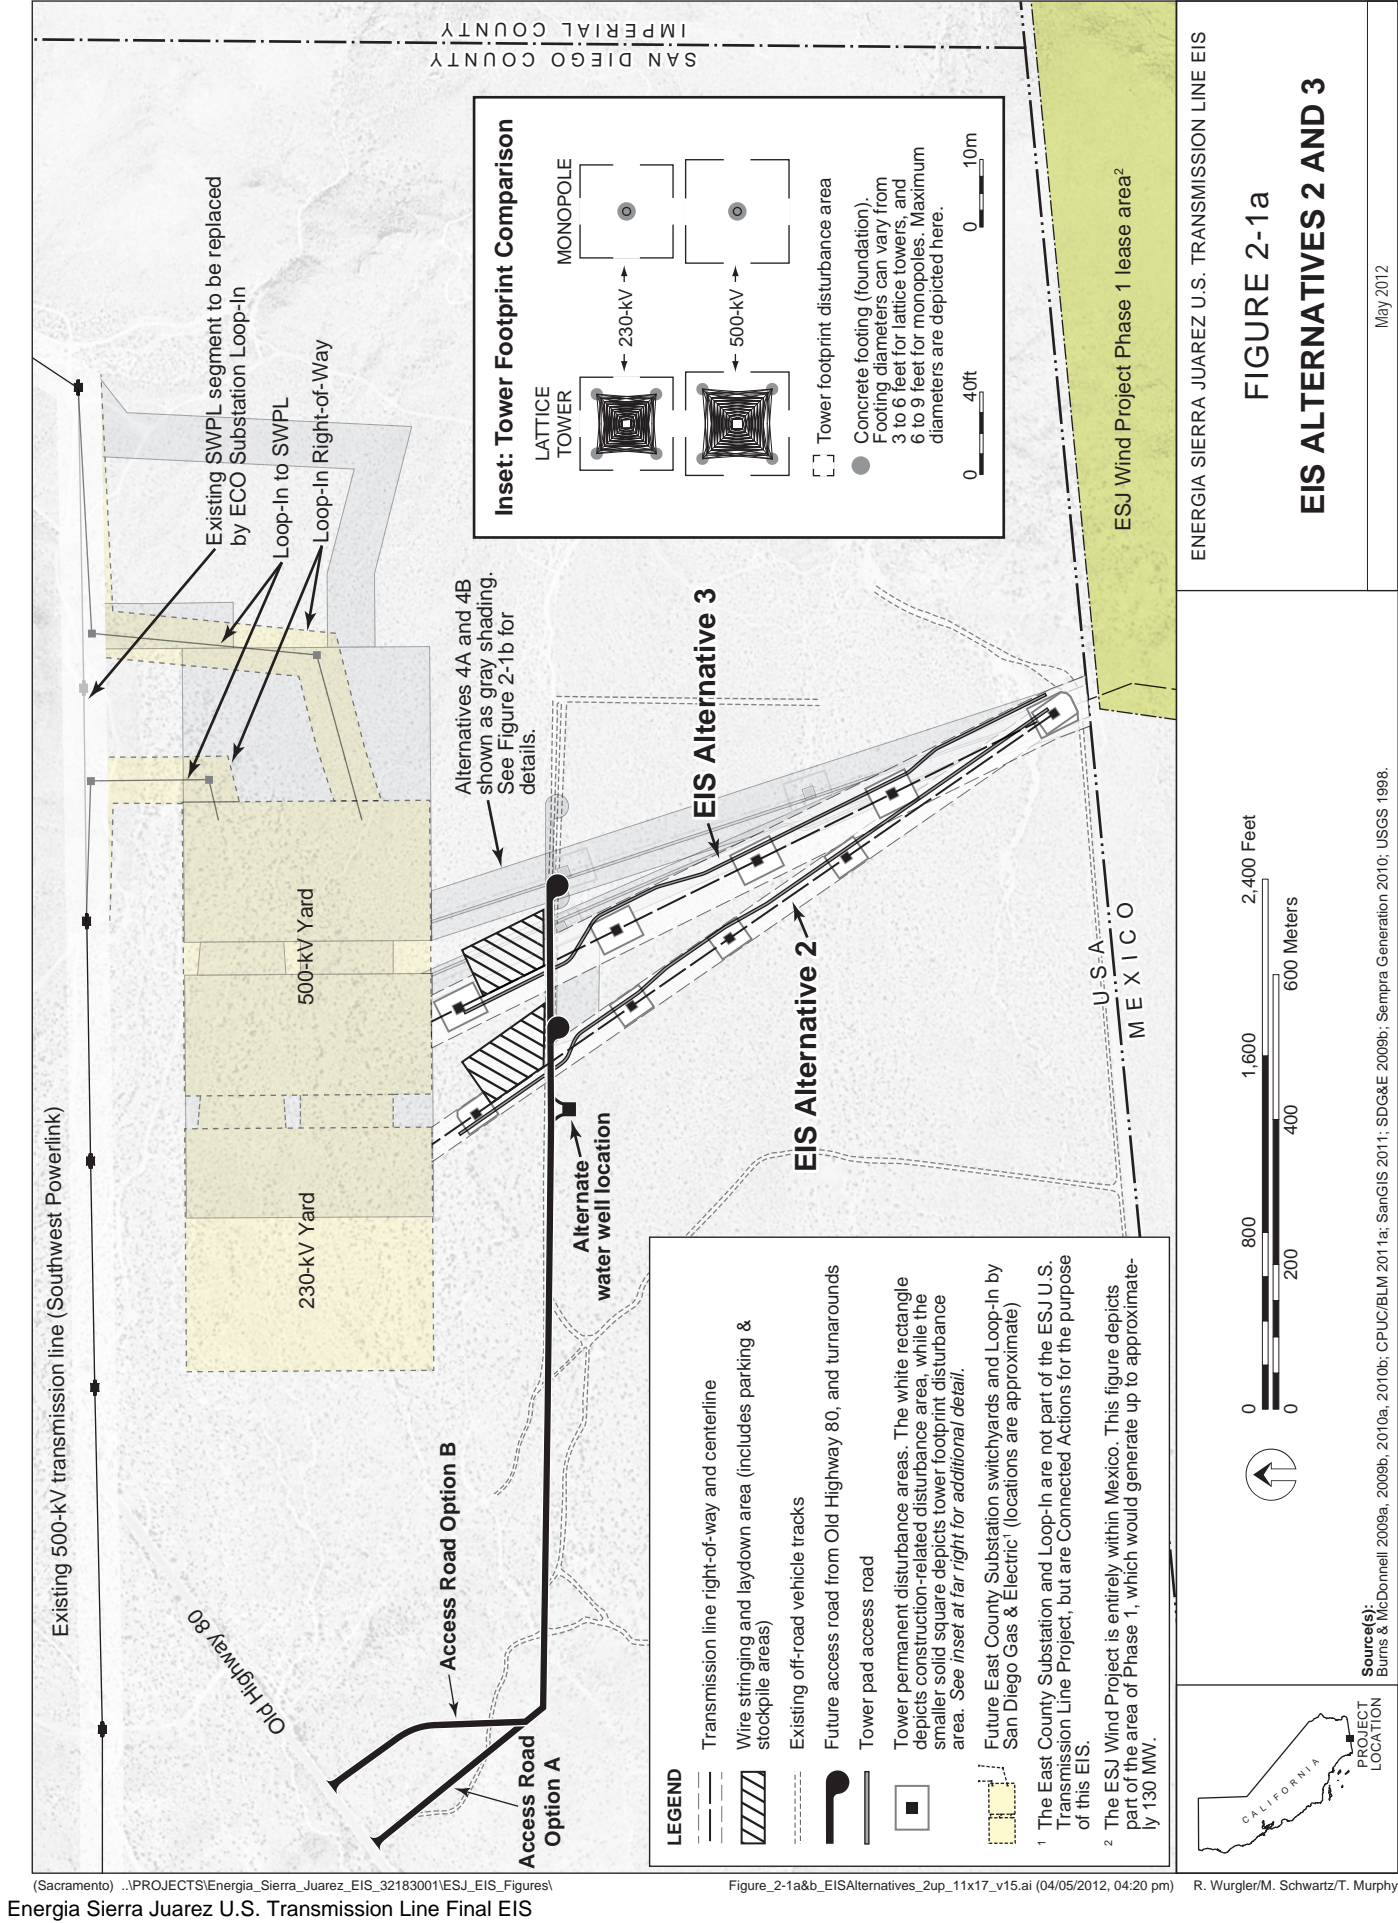 IMPERIAL COUNTY
SAN DIEGO COUNTY
Existing 500-kV transmission line (Southwest Powerlink)
Existing SWPL segment to be replaced
by ECO Substation Loop-In
Loop-In to SWPL
Loop-In Right-of-Way
500-kV Yard
230-kV Yard
Old Highway 80
Access Road Option B
Access Road
Option A
Alternate
water well location
Alternatives 4A and 4B
shown as gray shading.
See Figure 2-1b for
details.
EIS Alternative 3
EIS Alternative 2
U S A
M E X I C O
ESJ Wind Project Phase 1 lease area2
Inset: Tower Footprint Comparison
LATTICE
TOWER
MONOPOLE
230-kV
500-kV
Tower footprint disturbance area
Concrete footing (foundation).
Footing diameters can vary from
3 to 6 feet for lattice towers, and
6 to 9 feet for monopoles. Maximum
diameters are depicted here.
0
40ft
0
10m
LEGEND
Transmission line right-of-way and centerline
Wire stringing and laydown area (includes parking &
stockpile areas)
Existing off-road vehicle tracks
Future access road from Old Highway 80, and turnarounds
Tower pad access road
Tower permanent disturbance areas. The white rectangle
depicts construction-related disturbance area, while the
smaller solid square depicts tower footprint disturbance
area. See inset at far right for additional detail.
Future East County Substation switchyards and Loop-In by
San Diego Gas & Electric1 (locations are approximate)
1 The East County Substation and Loop-In are not part of the ESJ U.S.
Transmission Line Project, but are Connected Actions for the purpose
of this EIS.
2 The ESJ Wind Project is entirely within Mexico. This figure depicts
part of the area of Phase 1, which would generate up to approximate-
ly 130 MW.
CALIFORNIA
PROJECT
LOCATION
0
800
1,600
2,400 Feet
0
200
400
600 Meters
Source(s):
Burns & McDonnell 2009a, 2009b, 2010a, 2010b; CPUC/BLM 2011a; SanGIS 2011; SDG&E 2009b; Sempra Generation 2010; USGS 1998.
ENERGIA SIERRA JUAREZ U.S. TRANSMISSION LINE EIS
FIGURE 2-1a
EIS ALTERNATIVES 2 AND 3
May 2012
(Sacramento) ..\PROJECTS\Energia_Sierra_Juarez_EIS_32183001\ESJ_EIS_Figures\
Figure_2-1a&b_EISAlternatives_2up_11x17_v15.ai (04/05/2012, 04:20 pm)
R. Wurgler/M. Schwartz/T. Murphy
Energia Sierra Juarez U.S. Transmission Line Final EIS